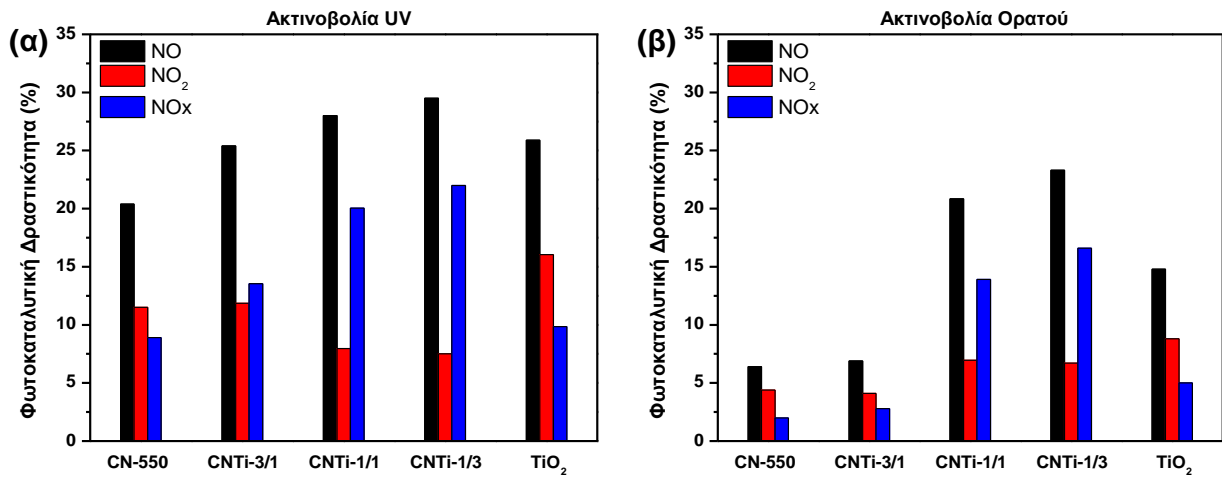 Ακτινοβολία UV
(α)
Φωτοκαταλυτική Δραστικότητα (%)
35
30
25
20
15
10
5
0
NO
NO₂
NOx
CN-550 CNTi-3/1 CNTi-1/1 CNTi-1/3 TiO₂
Ακτινοβολία Ορατού
(β)
Φωτοκαταλυτική Δραστικότητα (%)
35
30
25
20
15
10
5
0
NO
NO₂
NOx
CN-550 CNTi-3/1 CNTi-1/1 CNTi-1/3 TiO₂